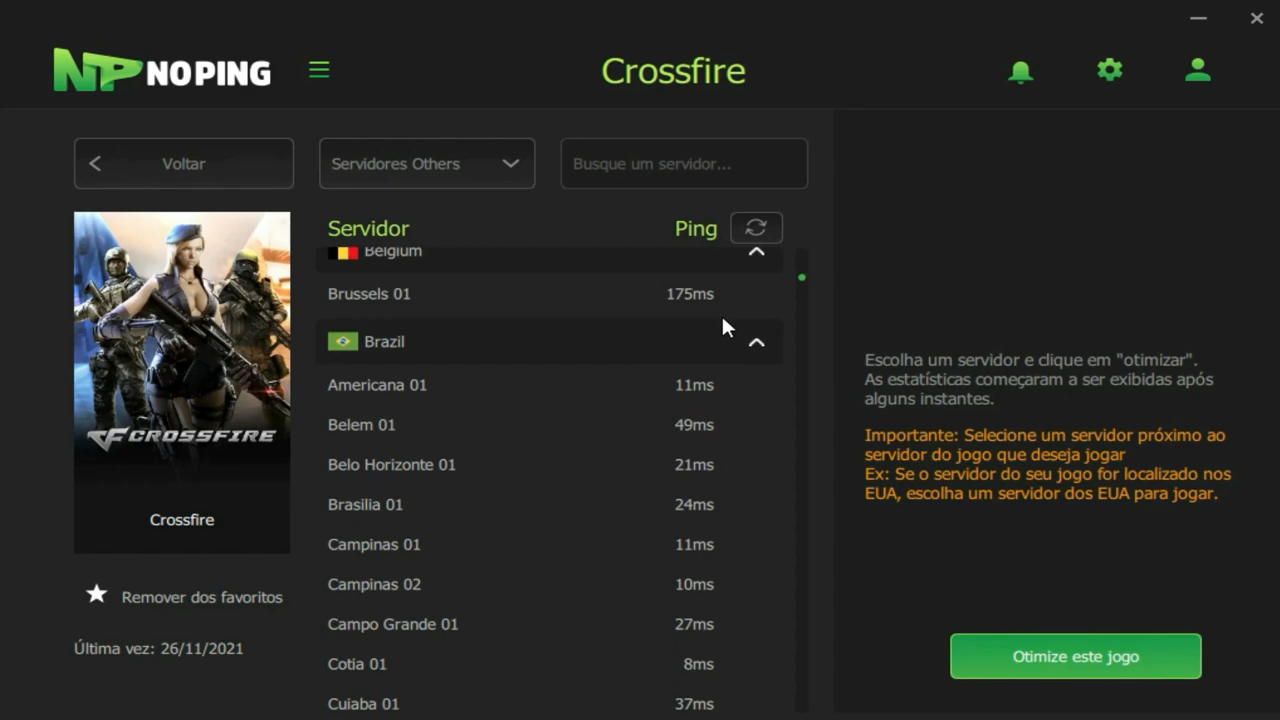 NP NOPING
Crossfire
Voltar
Servidores Others
Busque um servidor...
Servidor Ping
Belgium
Brussels 01 175ms
Brazil
Americana 01 11ms
Belem 01 49ms
Belo Horizonte 01 21ms
Brasilia 01 24ms
Campinas 01 11ms
Campinas 02 10ms
Campo Grande 01 27ms
Cotia 01 8ms
Cuiaba 01 37ms
CF CROSSFIRE
Crossfire
Remover dos favoritos
Última vez: 26/11/2021
Escolha um servidor e clique em "otimizar".
As estatísticas começaram a ser exibidas após
alguns instantes.
Importante: Selecione um servidor próximo ao
servidor do jogo que deseja jogar
Ex: Se o servidor do seu jogo for localizado nos
EUA, escolha um servidor dos EUA para jogar.
Otimize este jogo